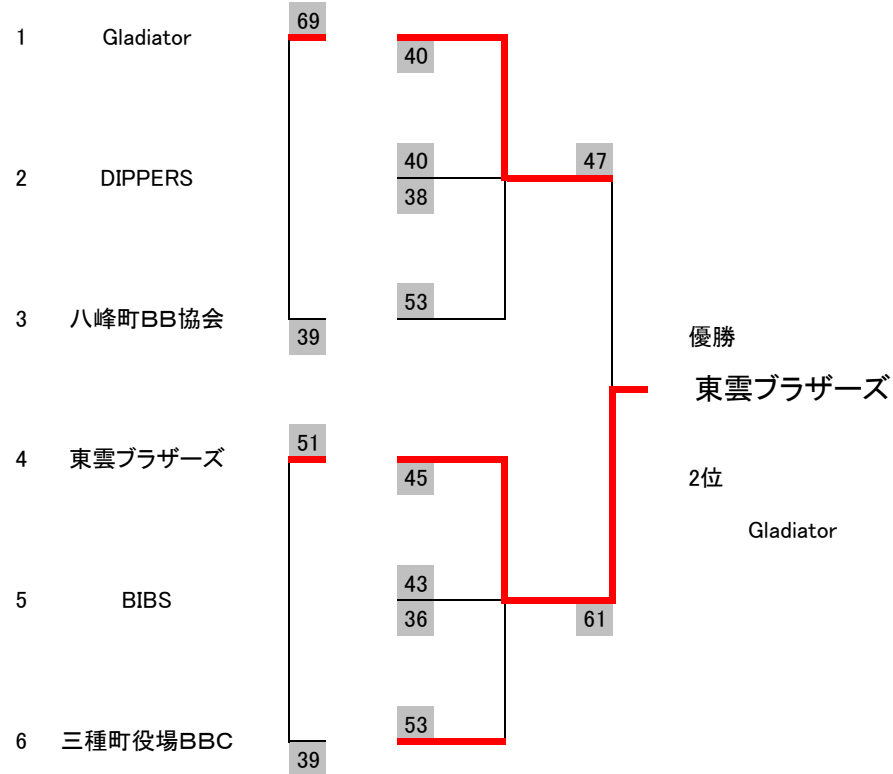 69
1 Gladiator
40
40 47
2 DIPPERS
38
53
3 八峰町BB協会
39
優勝
東雲ブラザーズ
51
4 東雲ブラザーズ
45
2位
Gladiator
43
5 BIBS
36 61
53
6 三種町役場BBC
39